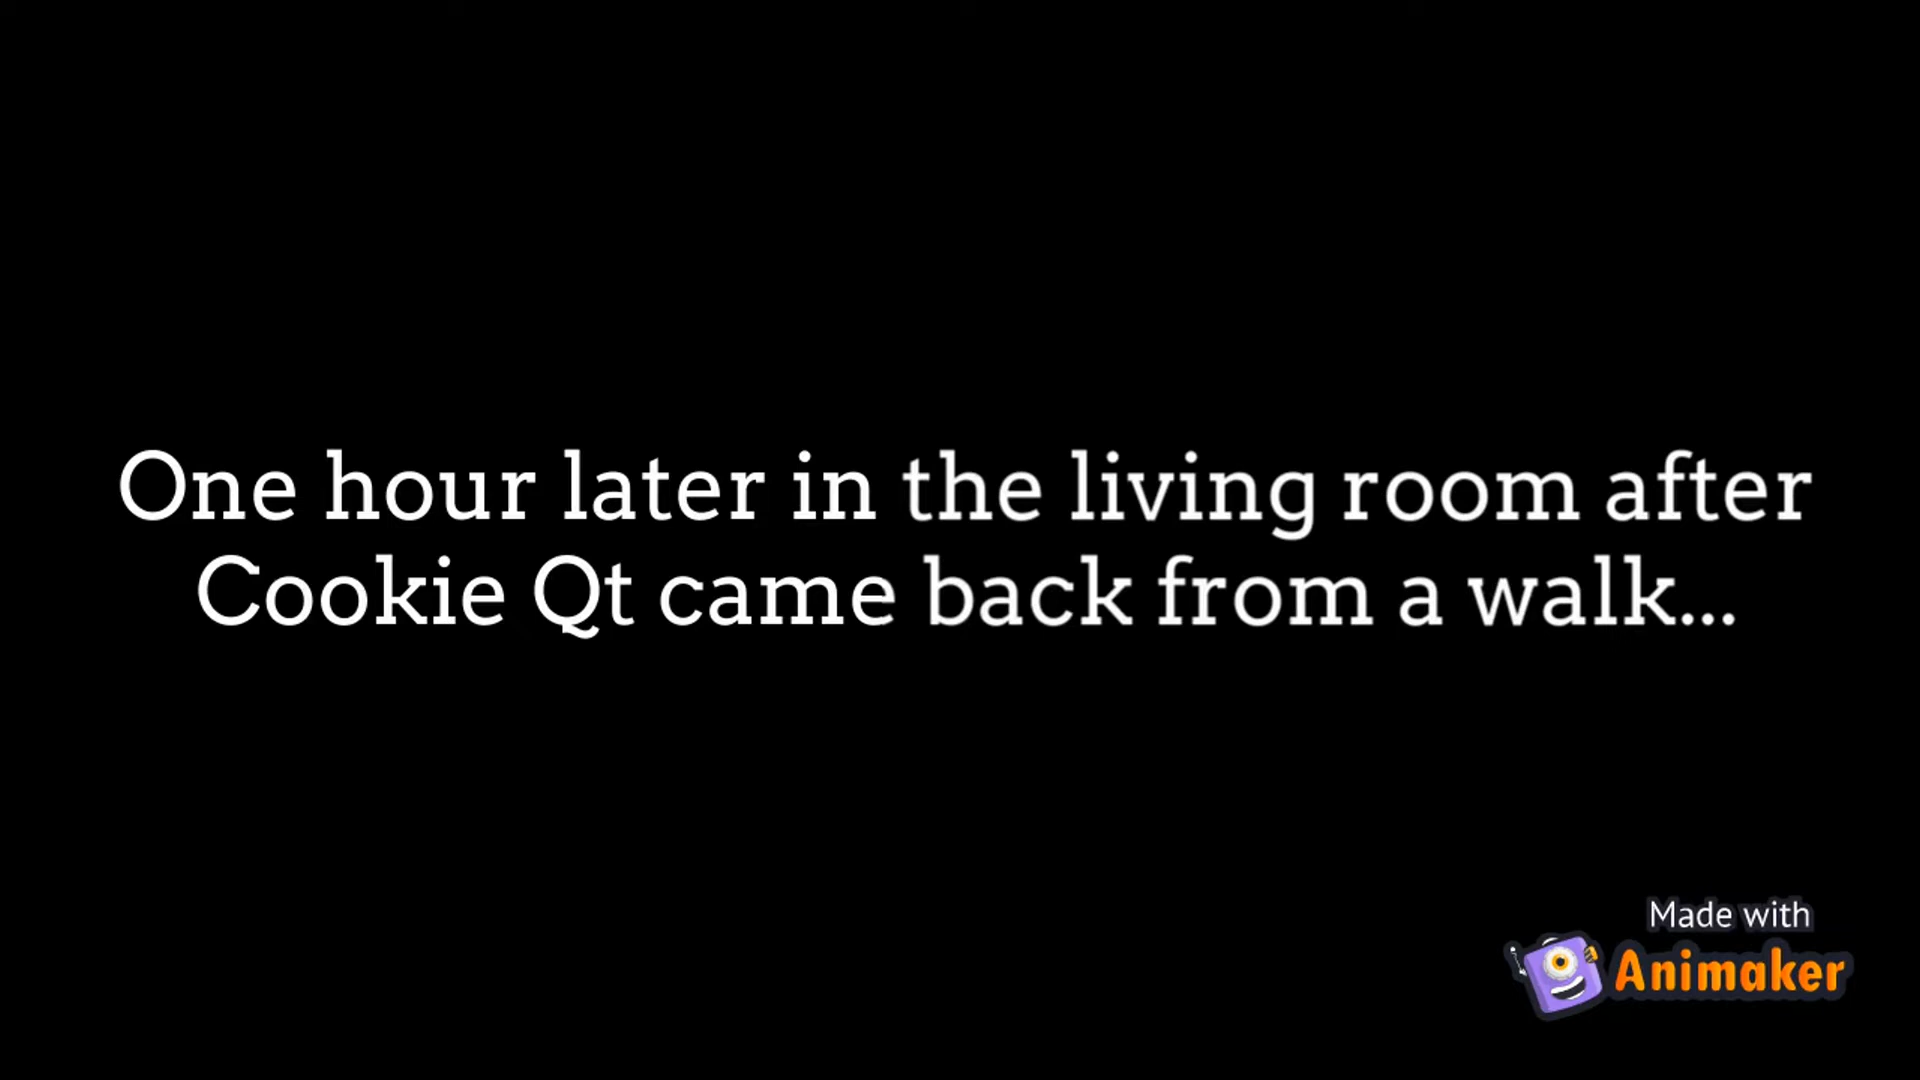 One hour later in the living room after
Cookie Qt came back from a walk...
Made with
Animaker